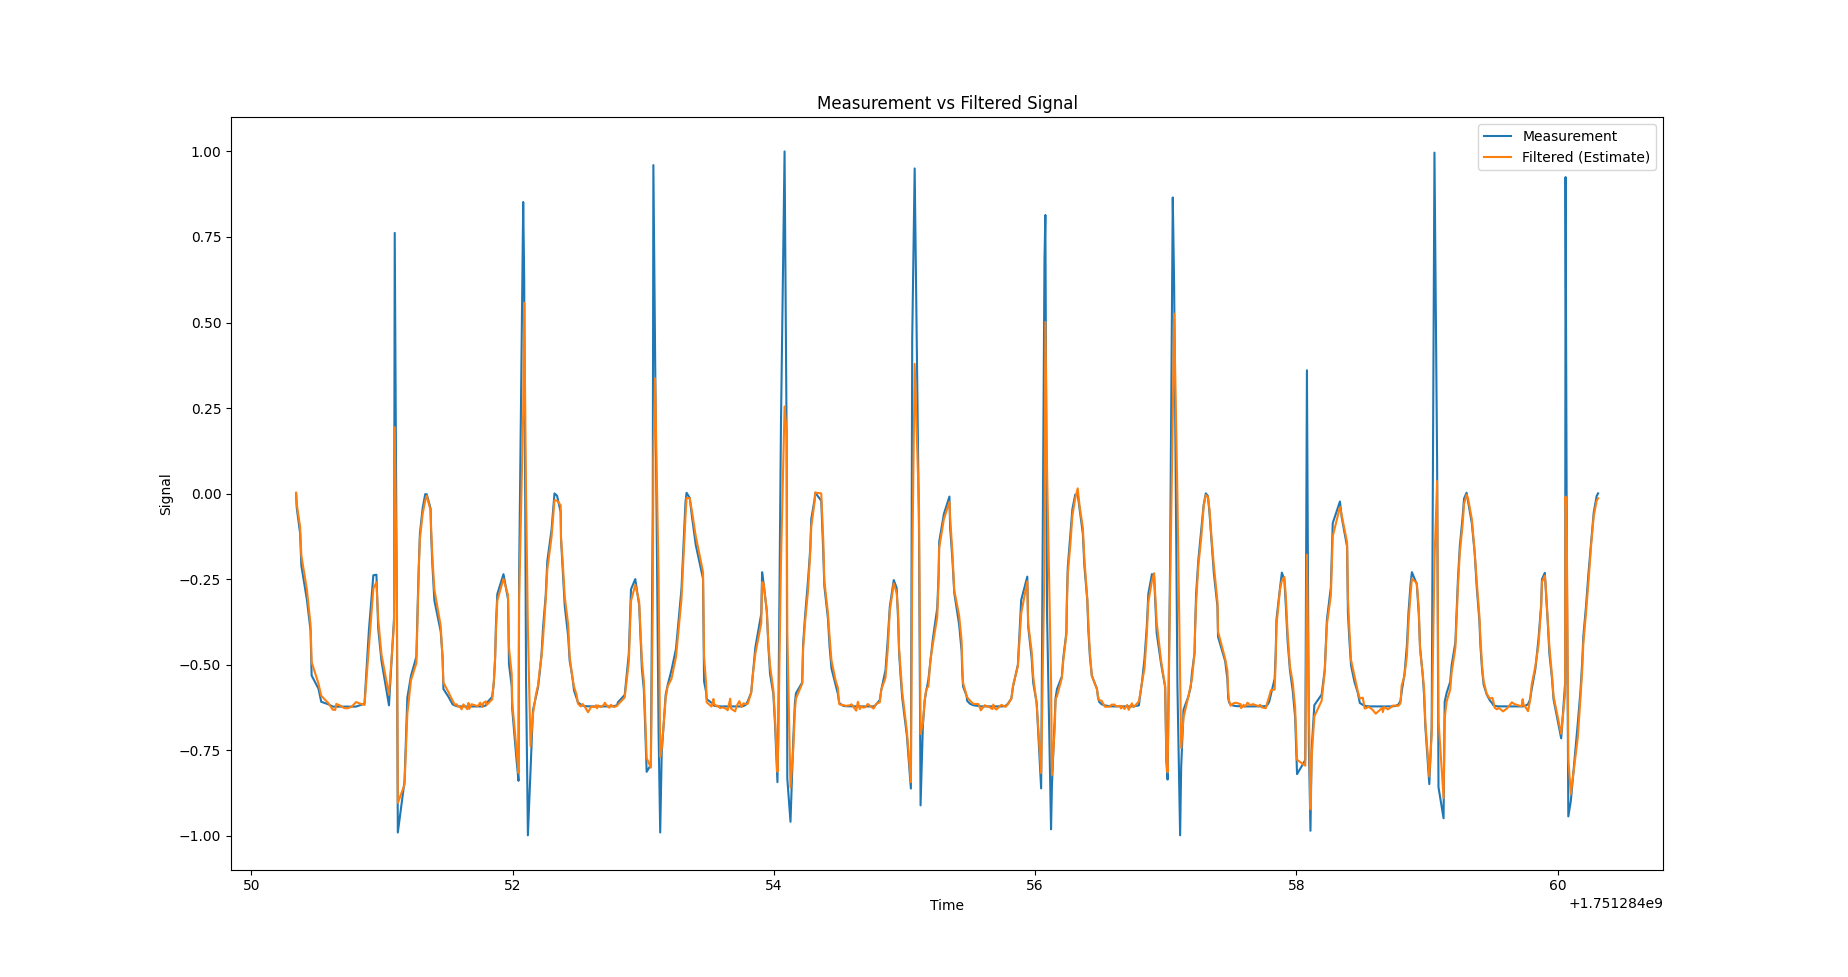 Measurement vs Filtered Signal
Measurement
Filtered (Estimate)
1.00
0.75
0.50
0.25
0.00
−0.25
−0.50
−0.75
−1.00
Signal
50
52
54
56
58
60
Time
+1.751284e9